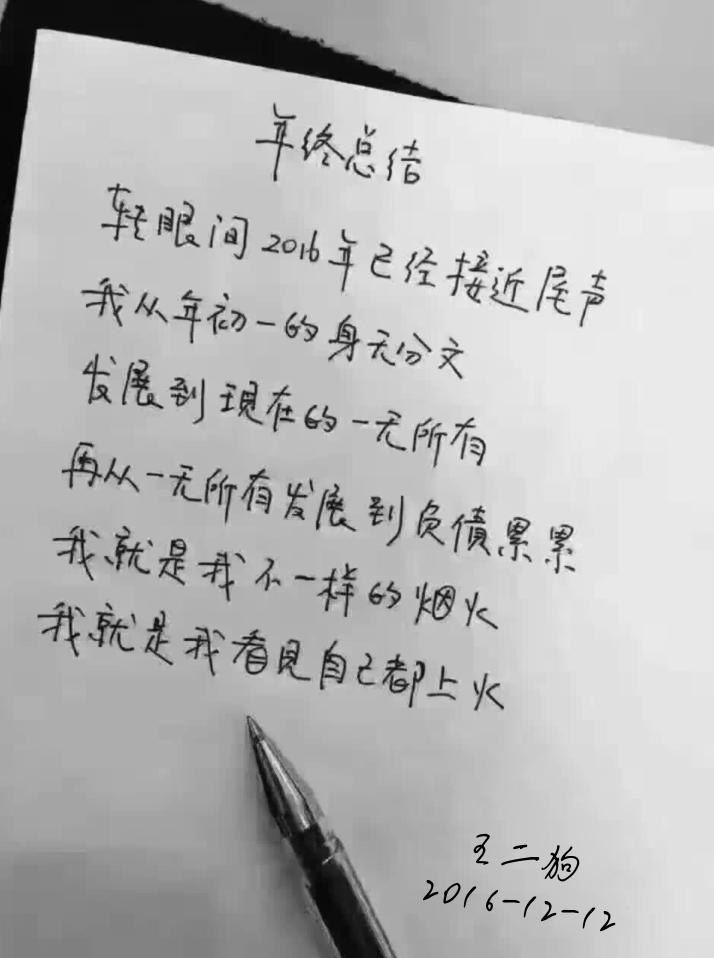 年终总结
转眼间2016年已经接近尾声
我从年初一的身无分文
发展到现在的一无所有
再从一无所有发展到负债累累
我就是我不一样的烟火
我就是我看见自己都上火
王二狗
2016-12-12